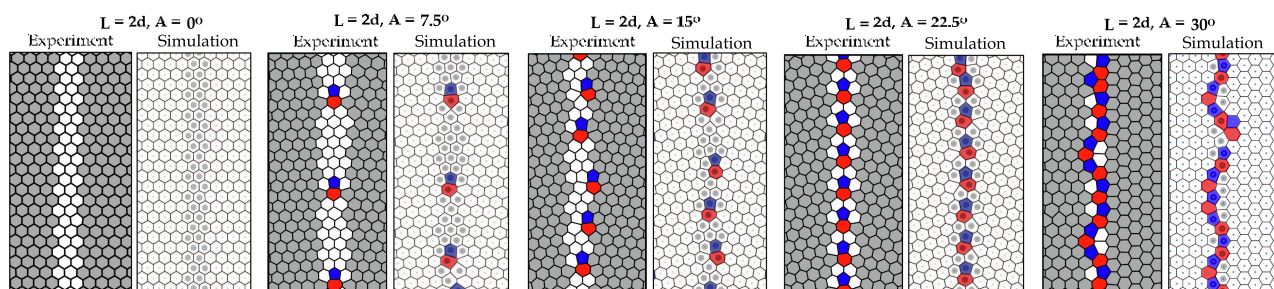 L = 2d, A = 0º
Experiment Simulation
L = 2d, A = 7.5º
Experiment Simulation
L = 2d, A = 15º
Experiment Simulation
L = 2d, A = 22.5º
Experiment Simulation
L = 2d, A = 30º
Experiment Simulation